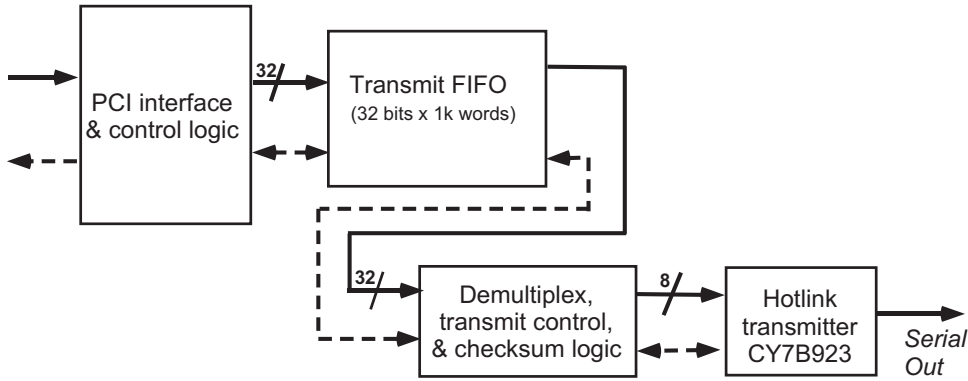 PCI interface
& control logic
32
Transmit FIFO
(32 bits x 1k words)
32
Demultiplex,
transmit control,
& checksum logic
8
Hotlink
transmitter
CY7B923
Serial
Out